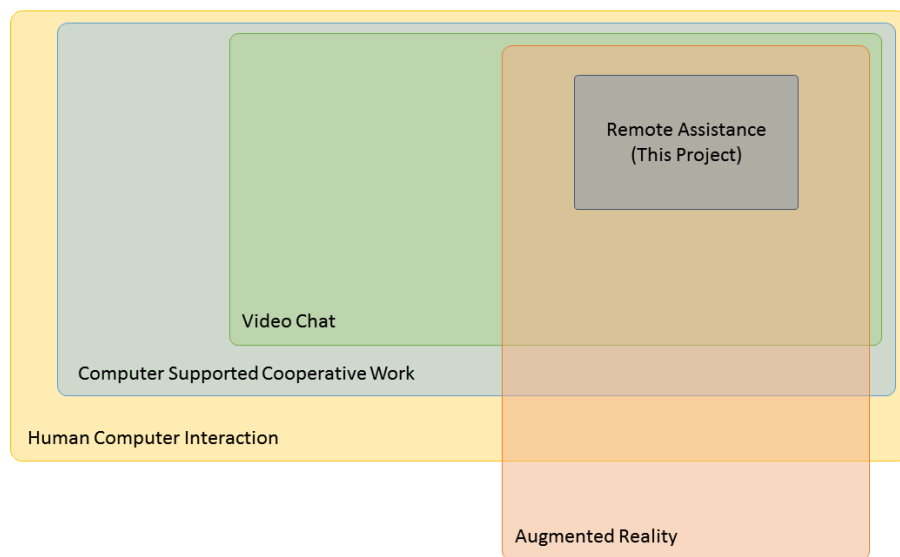 Remote Assistance
(This Project)
Video Chat
Computer Supported Cooperative Work
Human Computer Interaction
Augmented Reality